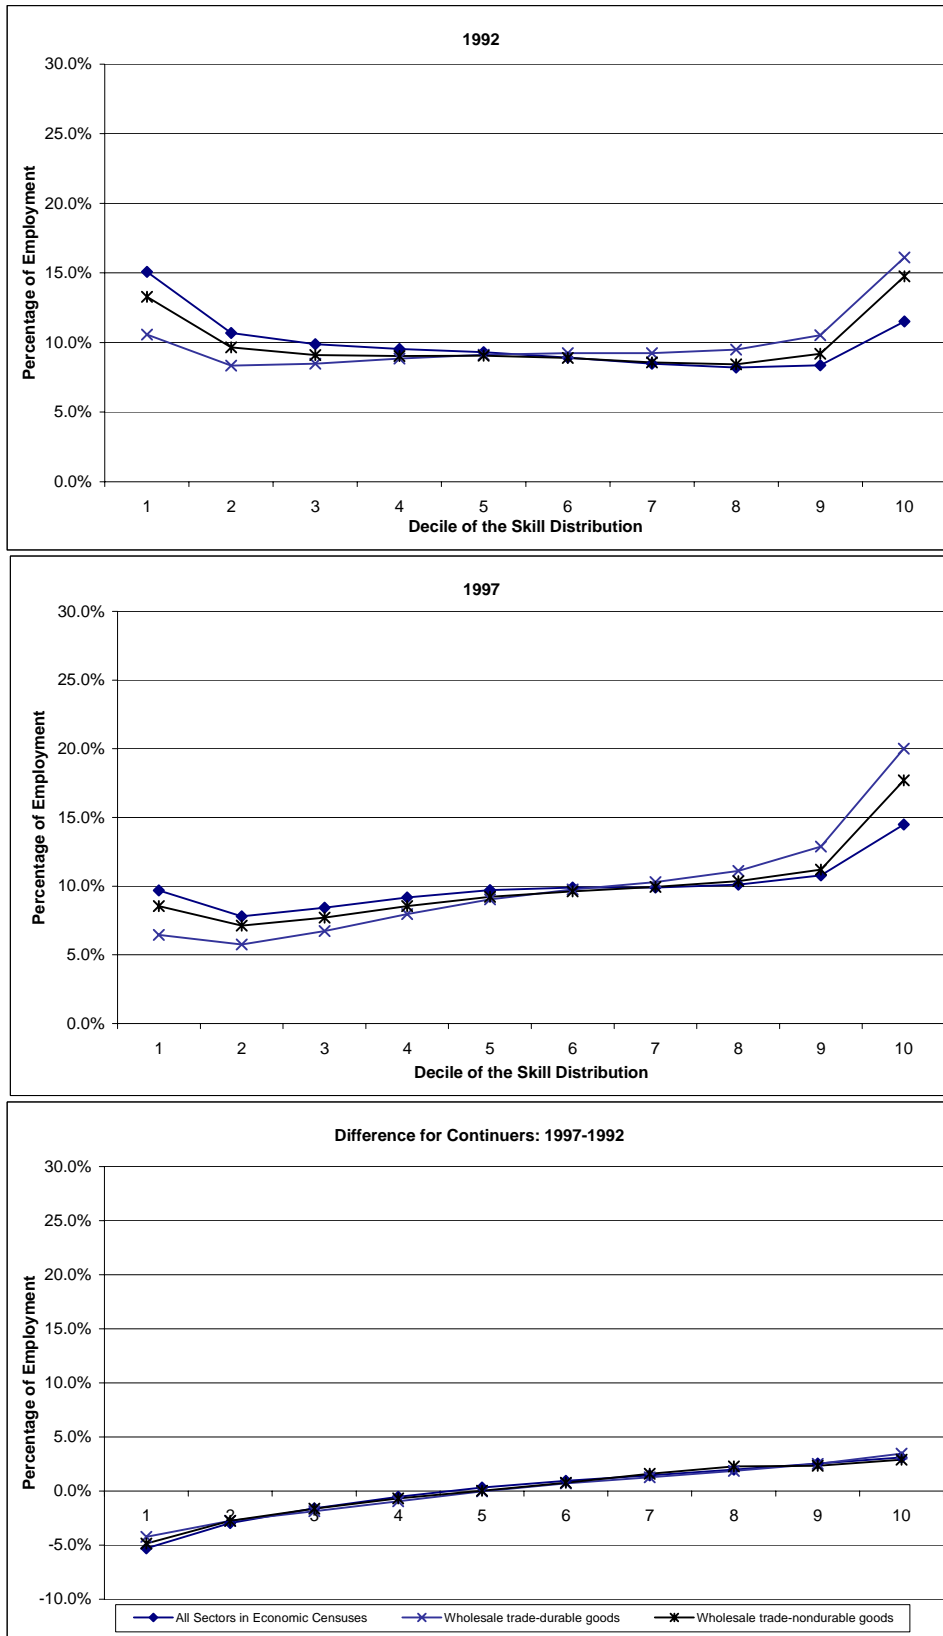 1992
30.0%
25.0%
20.0%
15.0%
10.0%
5.0%
0.0%
Percentage of Employment
1 2 3 4 5 6 7 8 9 10
Decile of the Skill Distribution
1997
30.0%
25.0%
20.0%
15.0%
10.0%
5.0%
0.0%
Percentage of Employment
1 2 3 4 5 6 7 8 9 10
Decile of the Skill Distribution
Difference for Continuers: 1997-1992
30.0%
25.0%
20.0%
15.0%
10.0%
5.0%
0.0%
-5.0%
-10.0%
Percentage of Employment
1 2 3 4 5 6 7 8 9 10
All Sectors in Economic Censuses Wholesale trade-durable goods Wholesale trade-nondurable goods